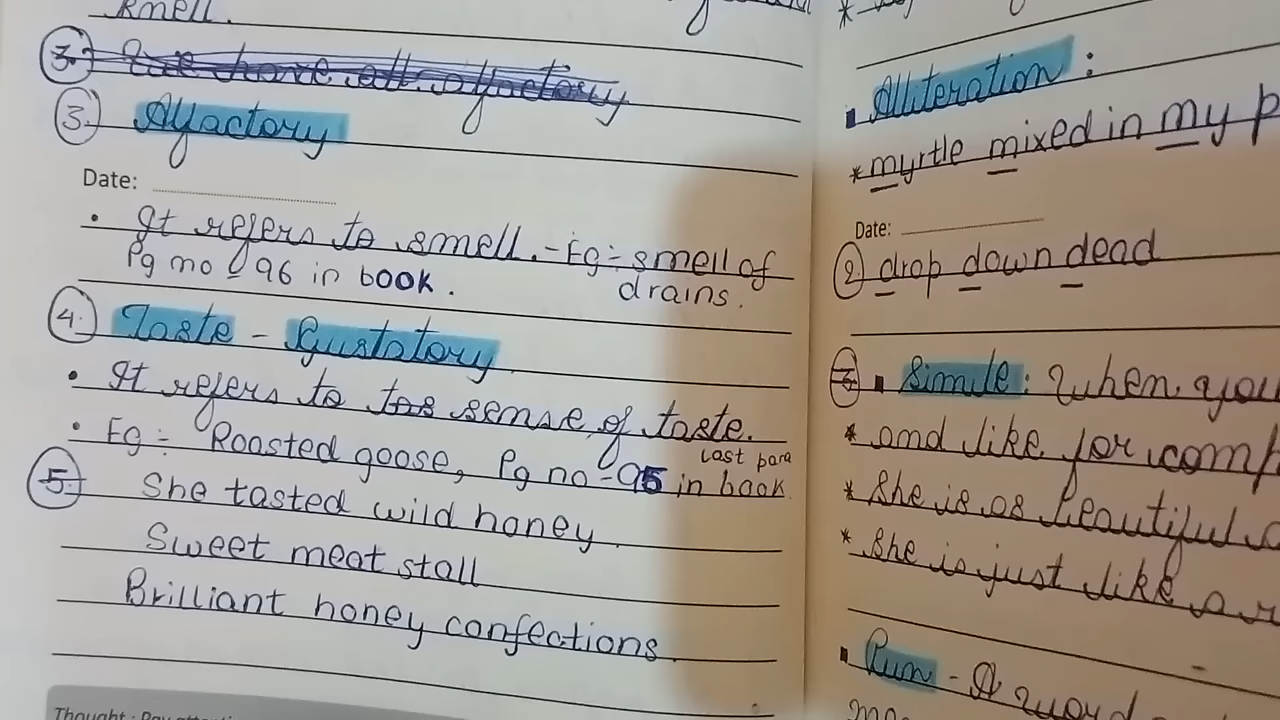 smell.
3.
3. Olfactory
Date:
• It refers to smell. - Eg - smell of
drains.
Pg no 96 in book.
4. Taste - Gustatory
• It refers to sense of taste.
• Eg - Roasted goose, Pg no - 95 in book
Last para
5. She tasted wild honey.
Sweet meat stall
Brilliant honey confections.
Thought :
▪ Alliteration :
* myrtle mixed in my p
Date:
2 drop down dead
▪ Simile : When you
* and like for comp
* She is as beautiful
* She is just like a
▪ Pun - A word